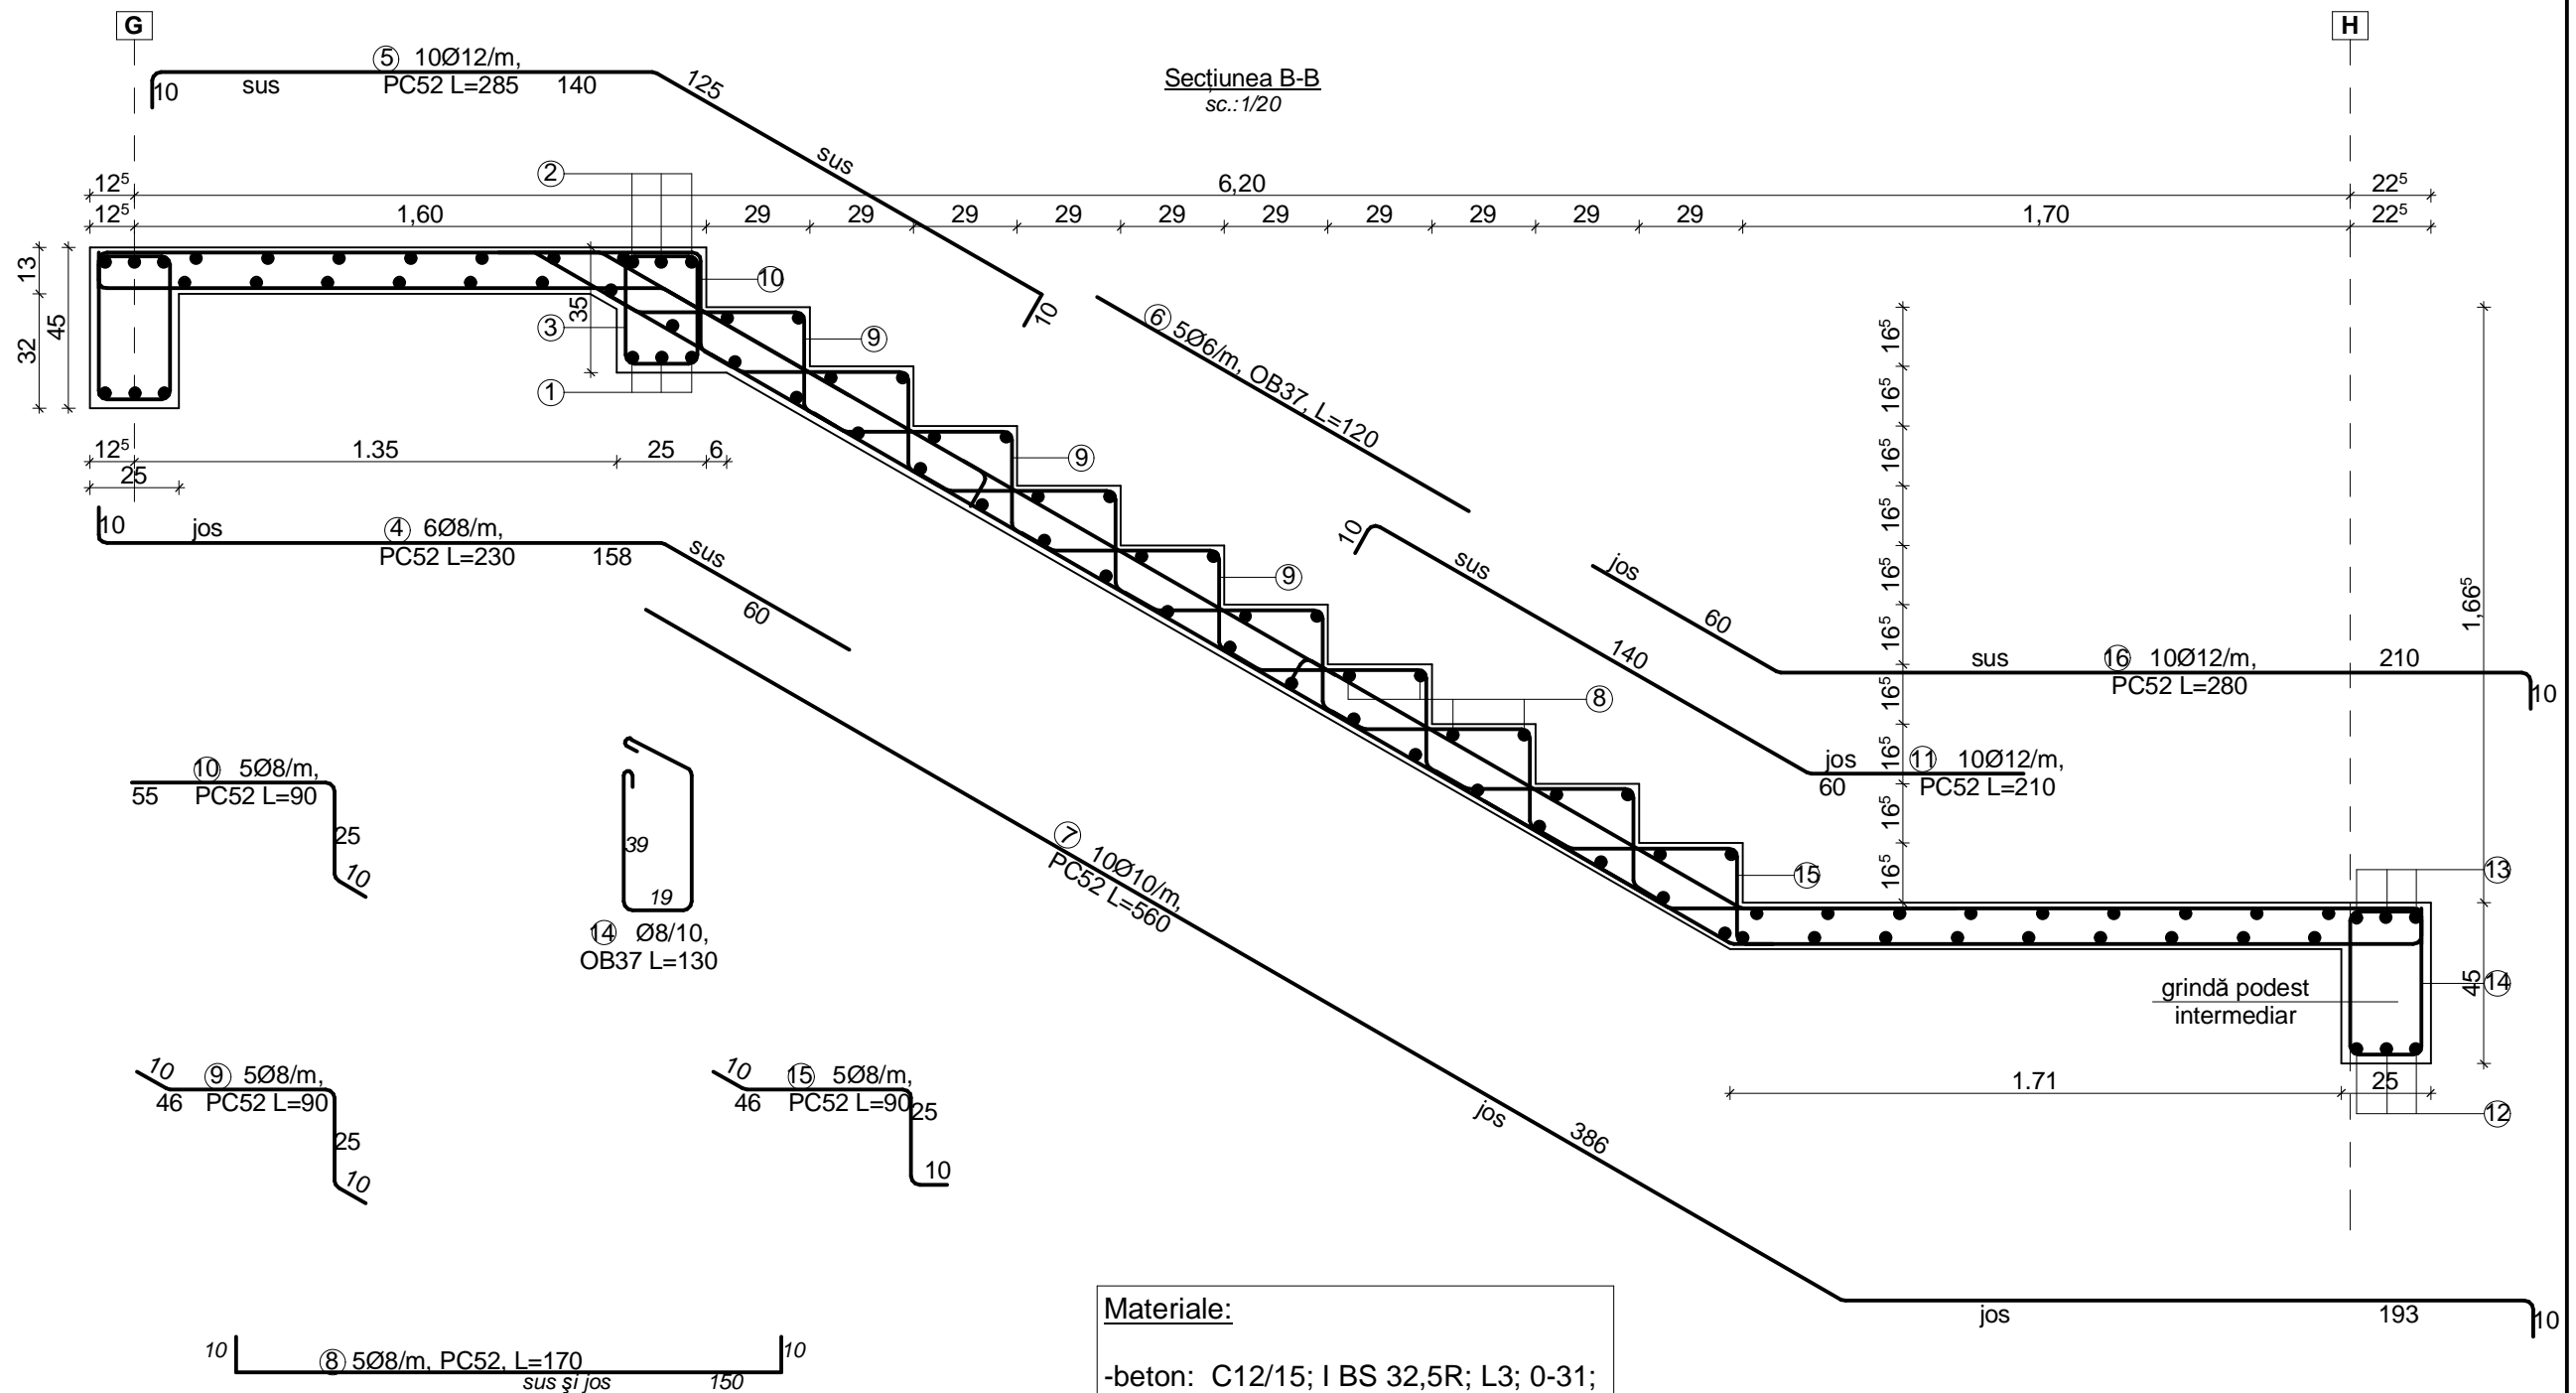 G
H
⑤ 10Ø12/m,
10 sus PC52 L=285 140
125
sus
10
Secțiunea B-B
sc.:1/20
②
12⁵ 6,20 22⁵
12⁵ 1,60 29 29 29 29 29 29 29 29 29 29 1,70 22⁵
13
32
45
35
⑩
③
⑨
①
⑥ 5Ø6/m, OB37, L=120
12⁵ 1.35 25 6
25
⑨
⑨
10 jos ④ 6Ø8/m,
PC52 L=230 158
sus
60
10
sus
140
jos
60
16⁵
16⁵
16⁵
16⁵
16⁵
16⁵
16⁵
16⁵
16⁵
16⁵
1,66⁵
sus ⑯ 10Ø12/m, 210
PC52 L=280
10
⑧
jos ⑪ 10Ø12/m,
60 PC52 L=210
⑩ 5Ø8/m,
55 PC52 L=90
25
10
39
19
⑭ Ø8/10,
OB37 L=130
⑦ 10Ø10/m,
PC52 L=560
⑮
⑬
45
⑭
grindă podest
intermediar
1.71 25
⑫
10 ⑨ 5Ø8/m,
46 PC52 L=90
25
10
10 ⑮ 5Ø8/m,
46 PC52 L=90
25
10
jos
386
jos 193
10
10 10
⑧ 5Ø8/m, PC52, L=170
sus și jos 150
Materiale:
-beton: C12/15; I BS 32,5R; L3; 0-31;